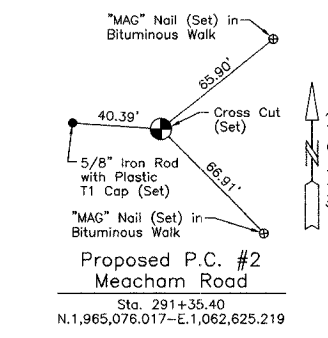 "MAG" Nail (Set) in
Bituminous Walk
65.90'
40.39'
Cross Cut
(Set)
5/8" Iron Rod
with Plastic
T1 Cap (Set)
66.91'
"MAG" Nail (Set) in
Bituminous Walk
N
Proposed P.C. #2
Meacham Road
Sta. 291+35.40
N.1,965,076.017-E.1,062,625.219